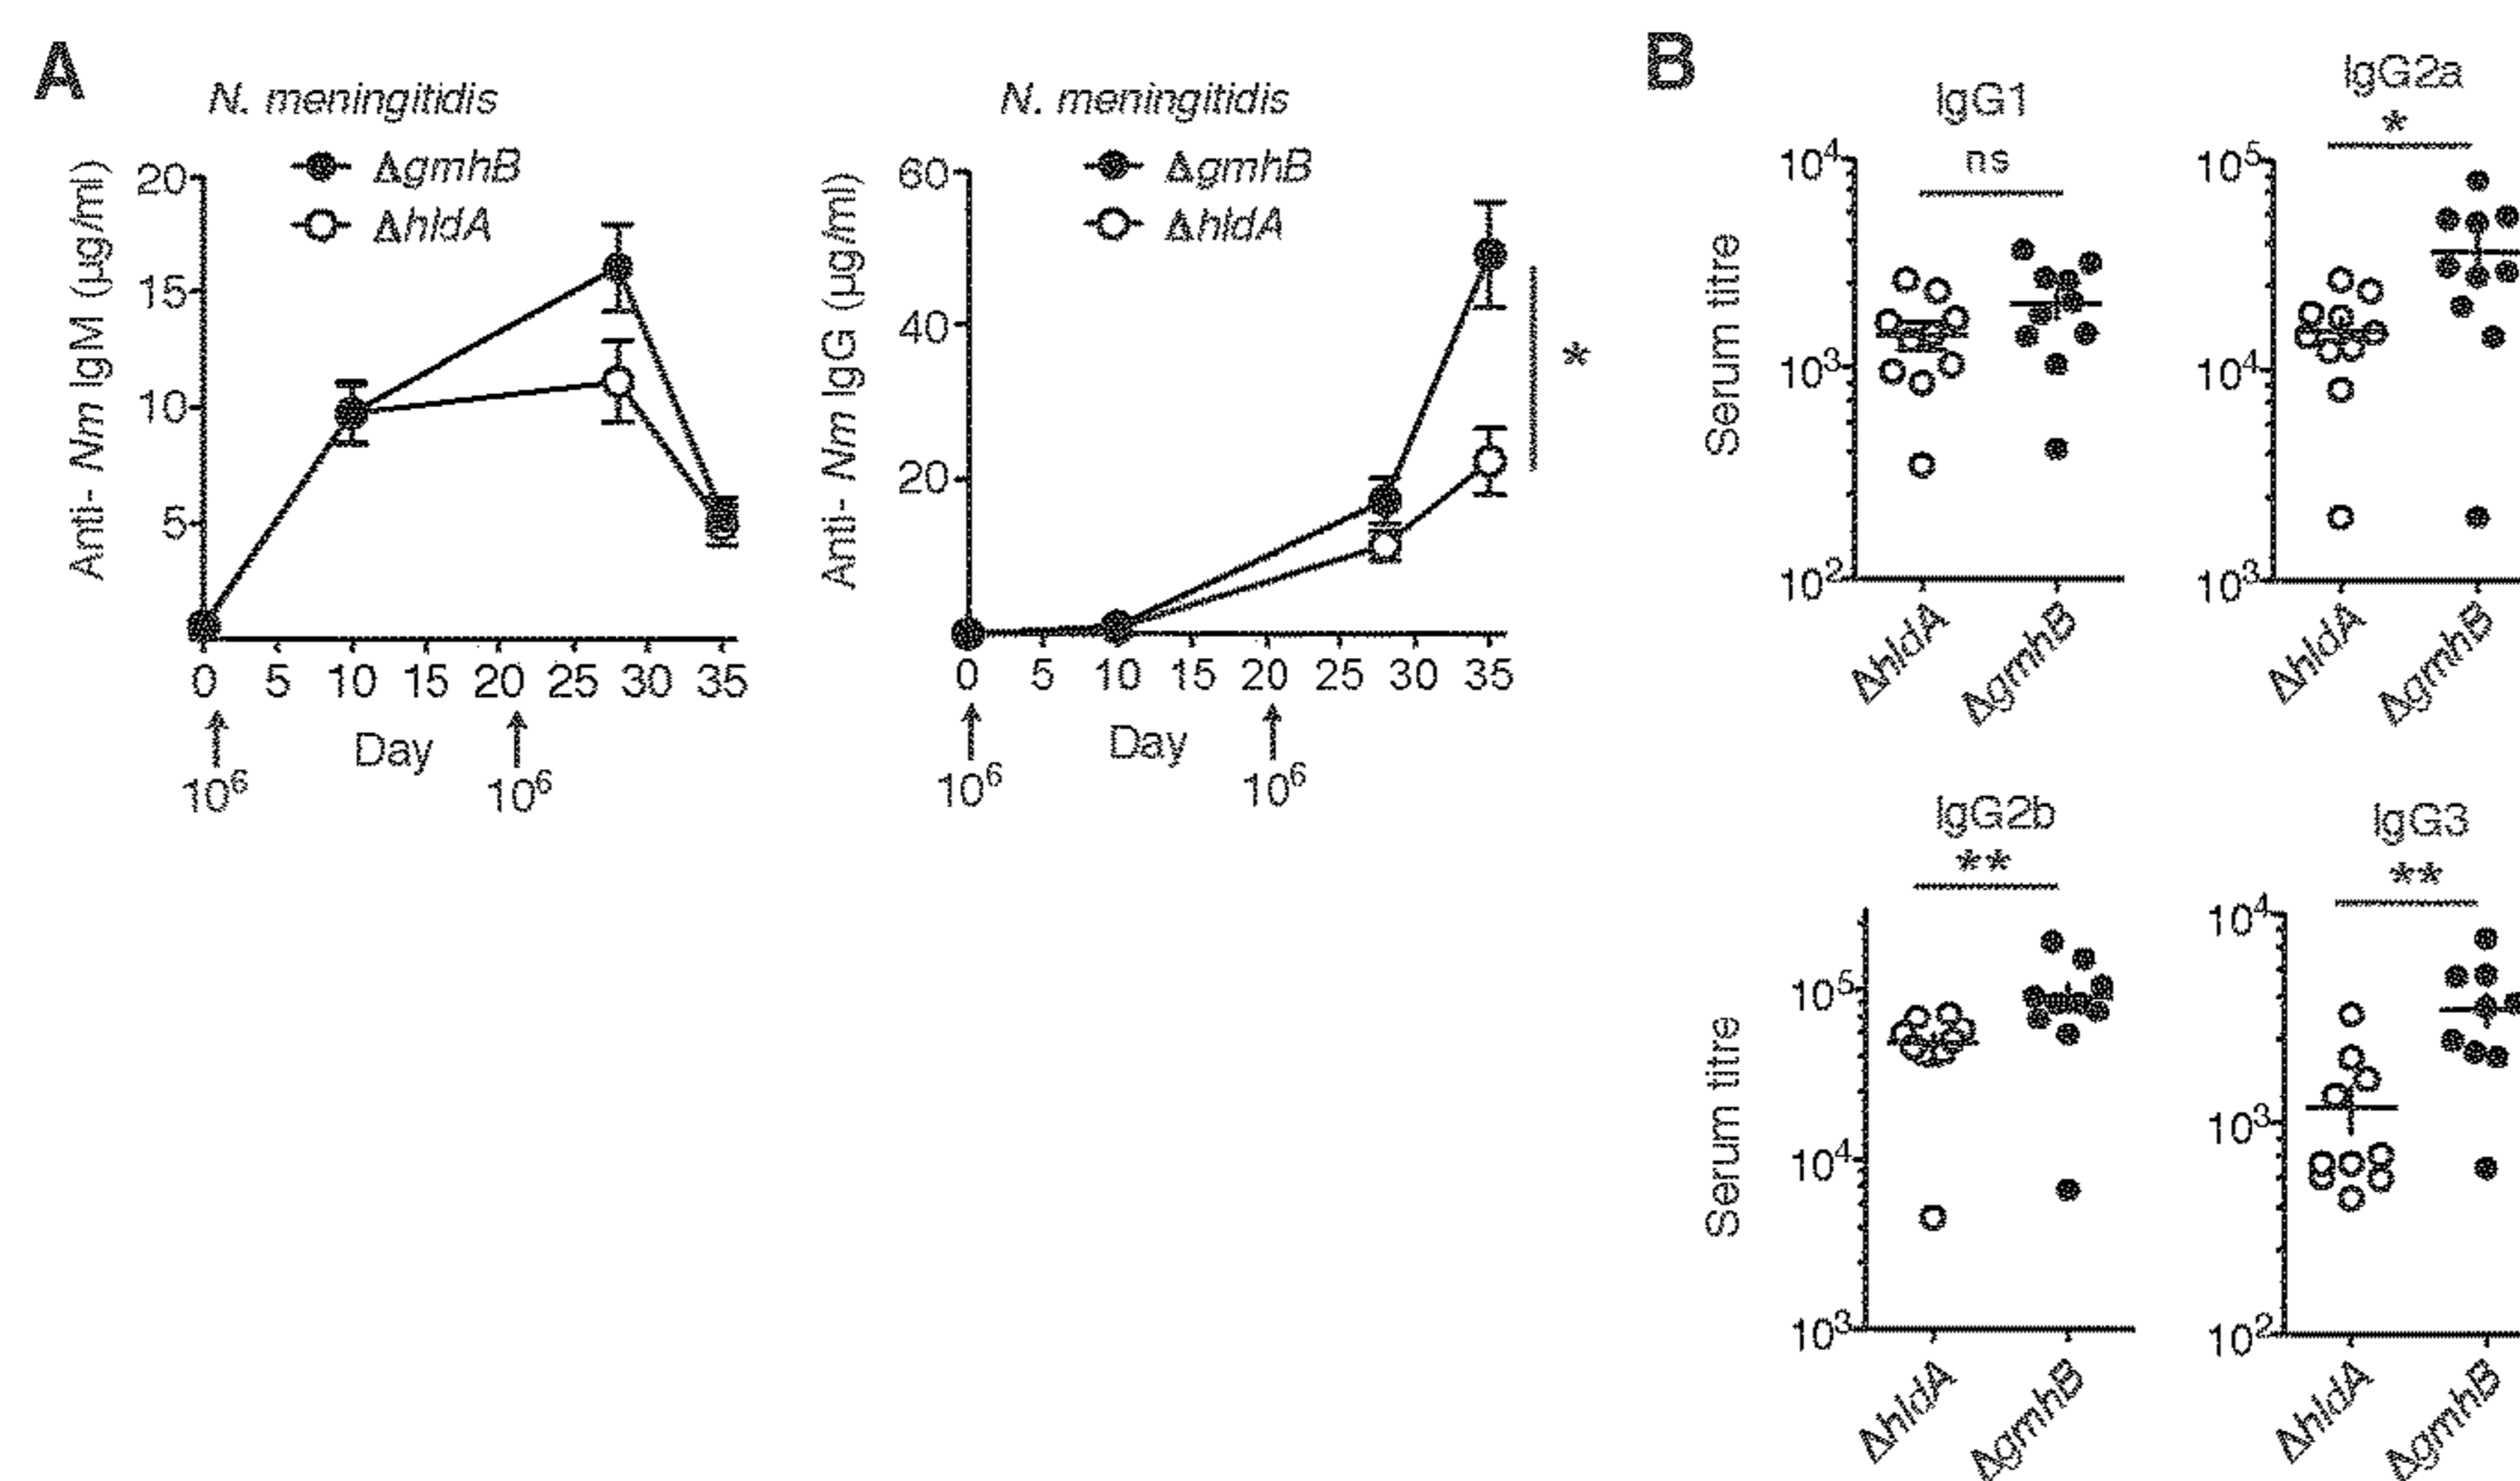 A
N. meningitidis
ΔgmhB
ΔhldA
Anti- Nm IgM (µg/ml)
20
15
10
5
0 5 10 15 20 25 30 35
Day
10⁶ 10⁶
N. meningitidis
ΔgmhB
ΔhldA
Anti- Nm IgG (µg/ml)
60
40
20
*
0 5 10 15 20 25 30 35
Day
10⁶ 10⁶
B
IgG1
ns
Serum titre
10⁴
10³
10²
ΔhldA ΔgmhB
IgG2a
*
10⁵
10⁴
10³
ΔhldA ΔgmhB
IgG2b
**
Serum titre
10⁵
10⁴
10³
ΔhldA ΔgmhB
IgG3
**
10⁴
10³
10²
ΔhldA ΔgmhB